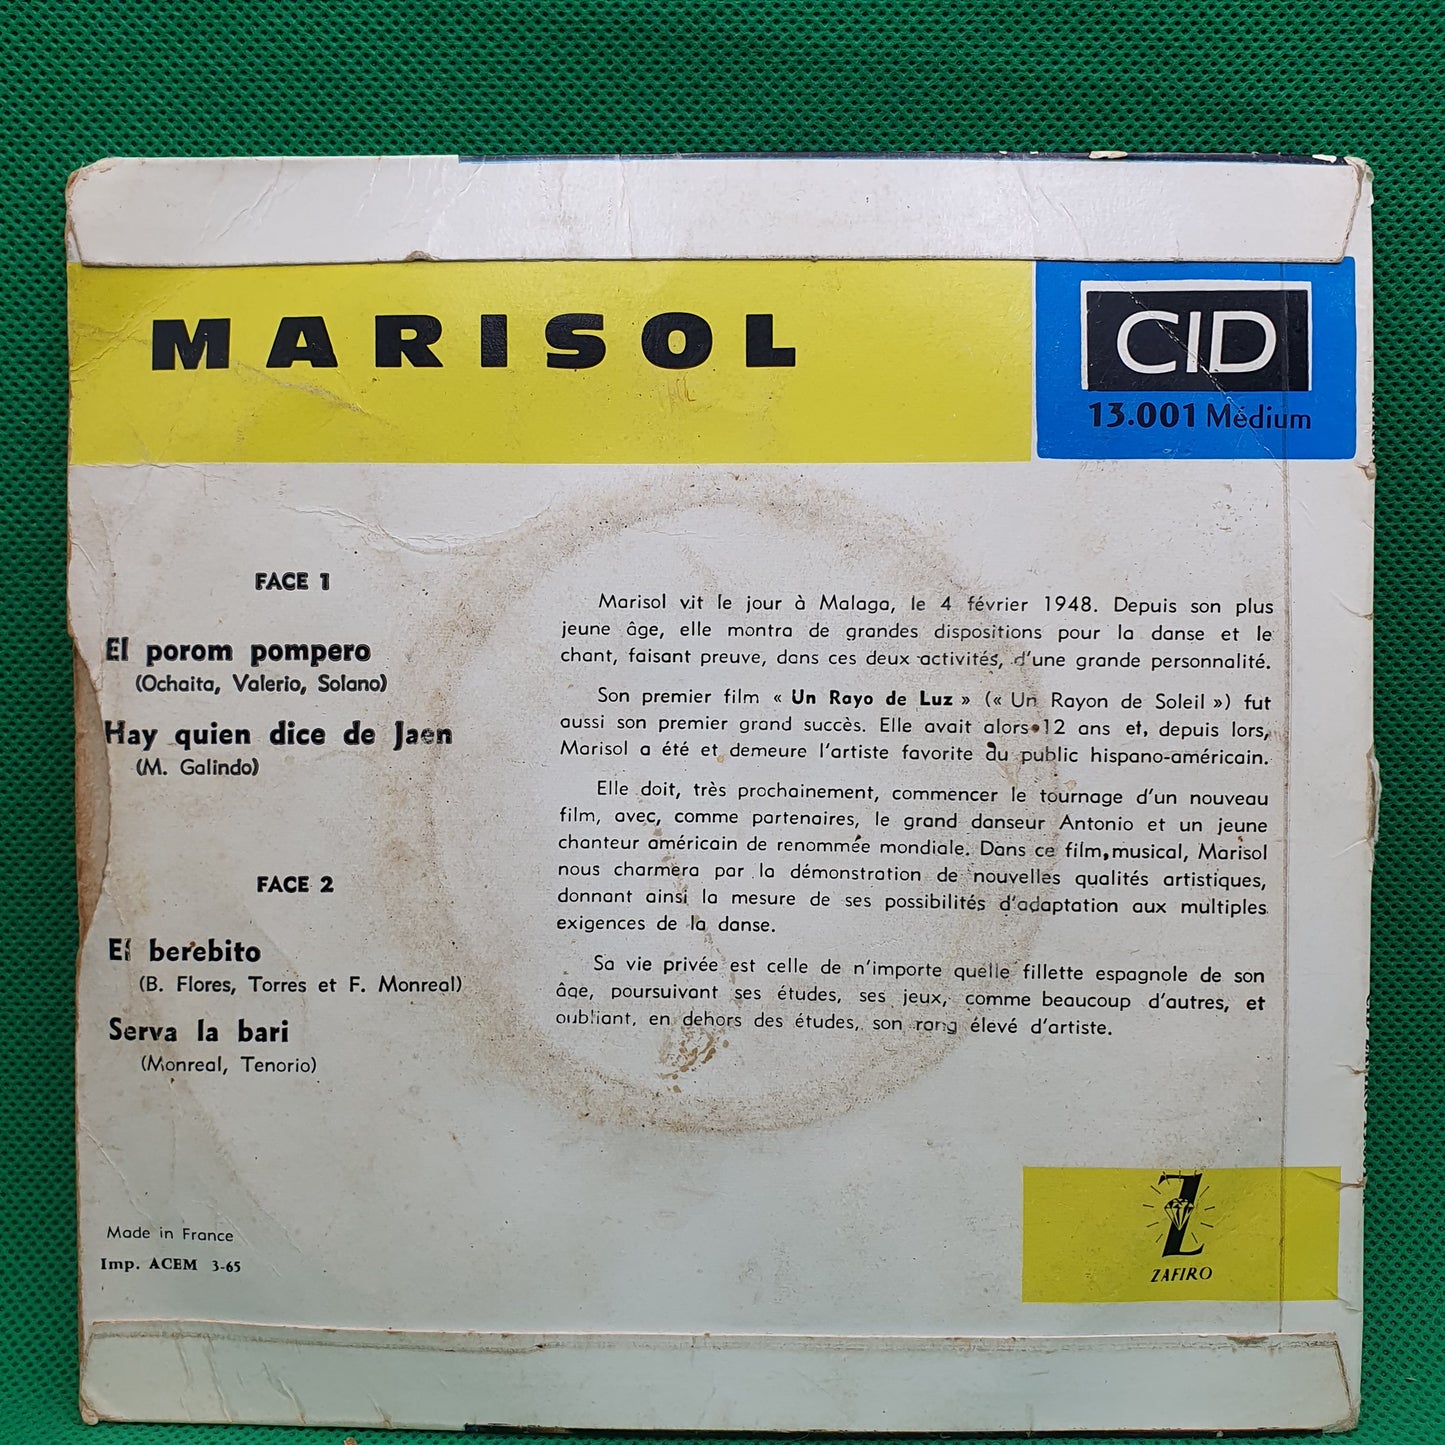 MARISOL
CID
13.001 Médium
FACE 1
El porom pompero
(Ochaita, Valerio, Solano)
Hay quien dice de Jaen
(M. Galindo)
FACE 2
El berebito
(B. Flores, Torres et F. Monreal)
Serva la bari
(Monreal, Tenorio)
Marisol vit le jour à Malaga, le 4 février 1948. Depuis son plus
jeune âge, elle montra de grandes dispositions pour la danse et le
chant, faisant preuve, dans ces deux activités, d'une grande personnalité.
Son premier film « Un Rayo de Luz » (« Un Rayon de Soleil ») fut
aussi son premier grand succès. Elle avait alors 12 ans et, depuis lors,
Marisol a été et demeure l'artiste favorite du public hispano-américain.
Elle doit, très prochainement, commencer le tournage d'un nouveau
film, avec, comme partenaires, le grand danseur Antonio et un jeune
chanteur américain de renommée mondiale. Dans ce film, musical, Marisol
nous charmera par la démonstration de nouvelles qualités artistiques,
donnant ainsi la mesure de ses possibilités d'adaptation aux multiples
exigences de la danse.
Sa vie privée est celle de n'importe quelle fillette espagnole de son
âge, poursuivant ses études, ses jeux, comme beaucoup d'autres, et
oubliant, en dehors des études, son rang élevé d'artiste.
Made in France
Imp. ACEM 3-65
Z
ZAFIRO